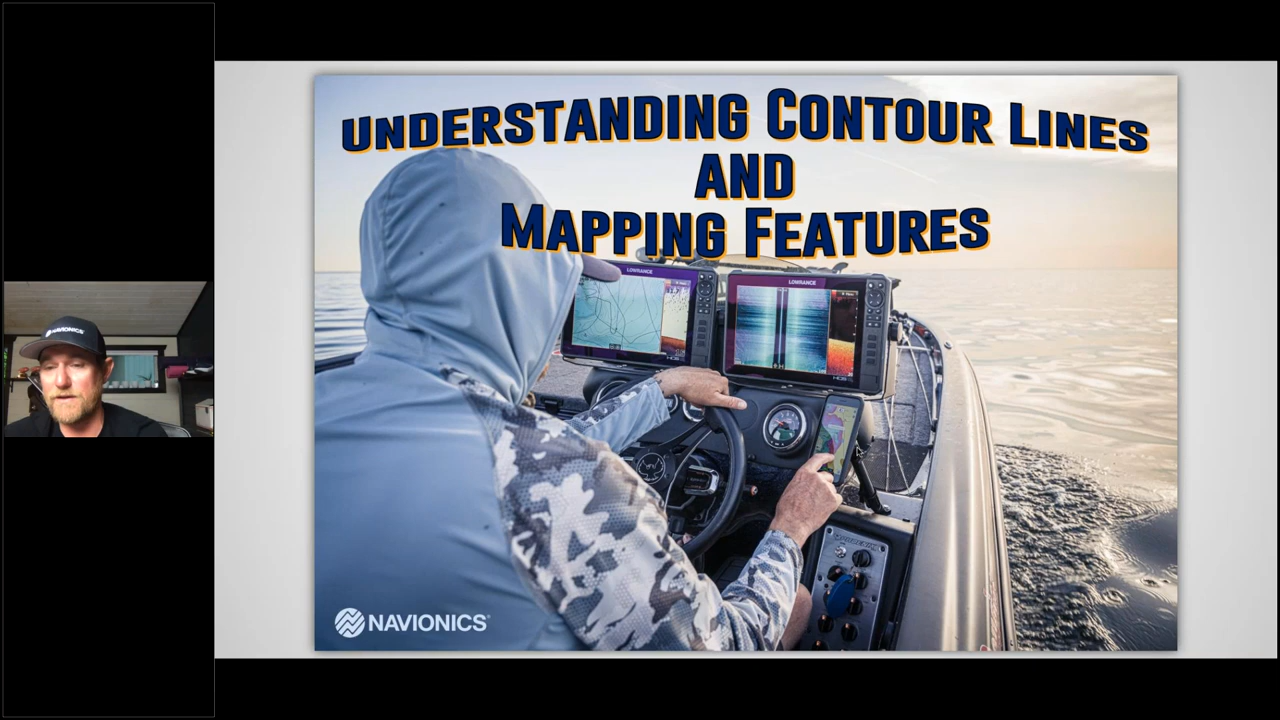 UNDERSTANDING CONTOUR LINES
AND
MAPPING FEATURES
LOWRANCE
LOWRANCE
NAVIONICS
NAVIONICS